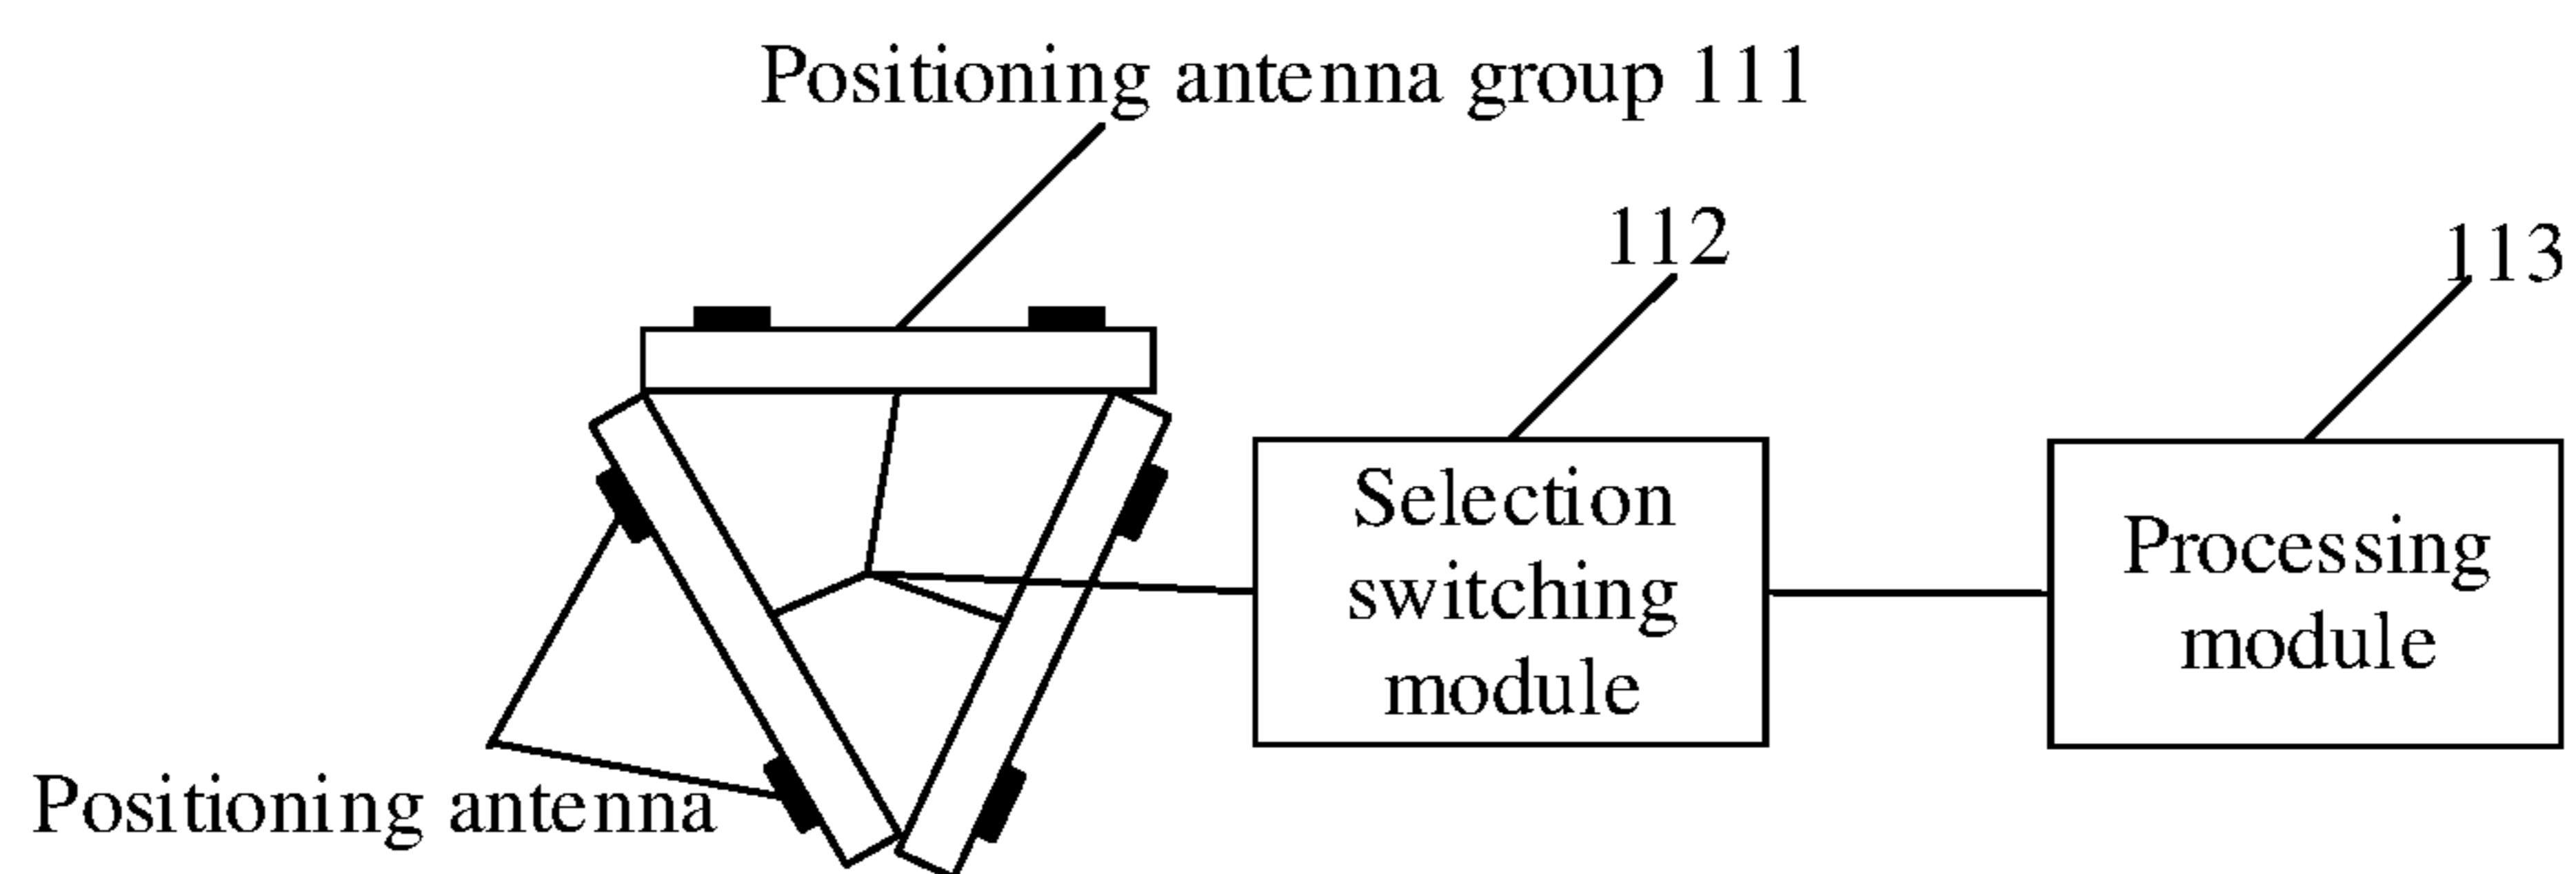 Positioning antenna group 111
112
113
Selection
switching
module
Processing
module
Positioning antenna